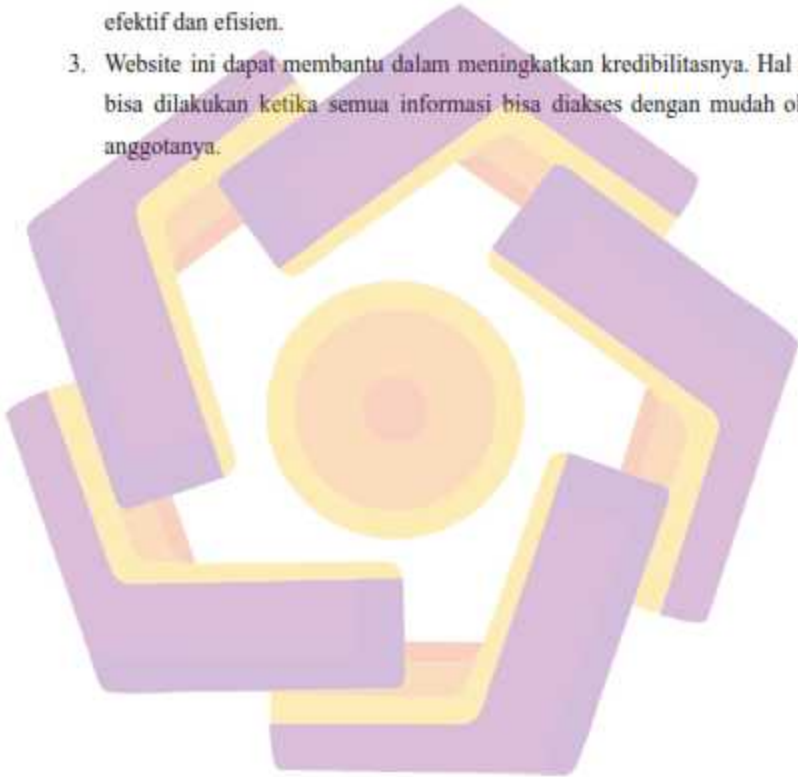 efektif dan efisien.
3. Website ini dapat membantu dalam meningkatkan kredibilitasnya. Hal
bisa dilakukan ketika semua informasi bisa diakses dengan mudah
anggotanya.